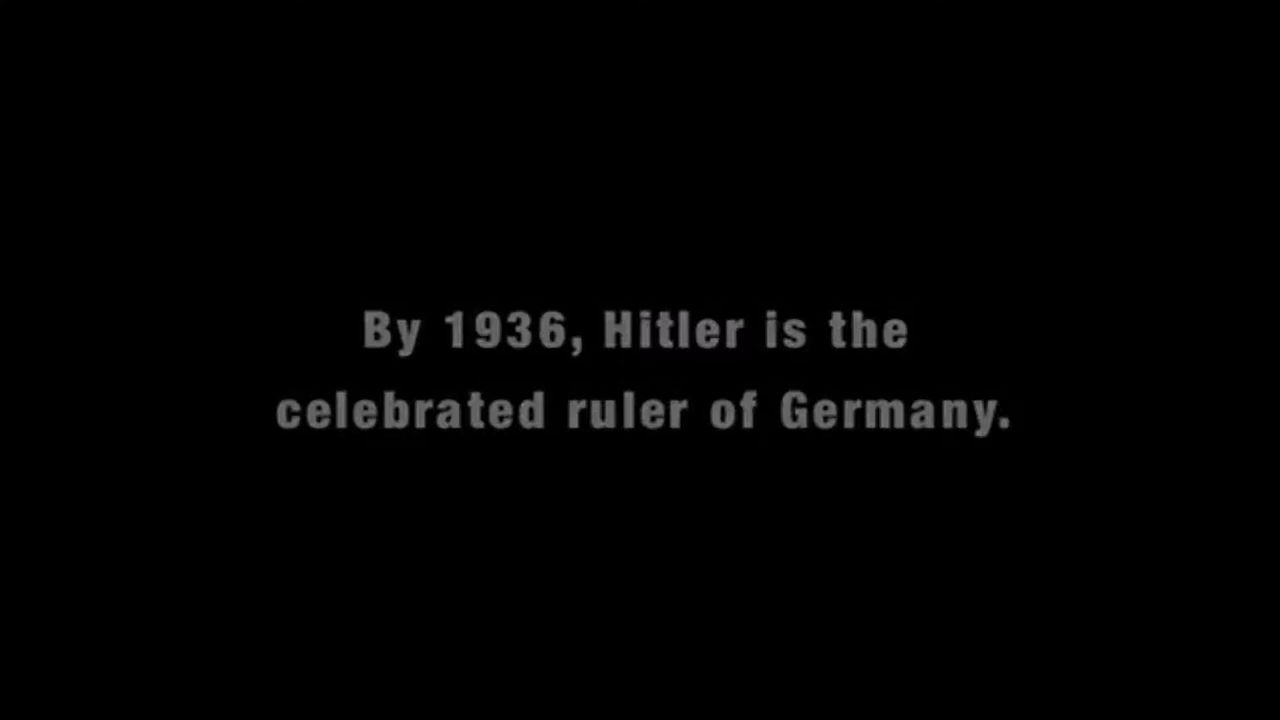 By 1936, Hitler is the
celebrated ruler of Germany.